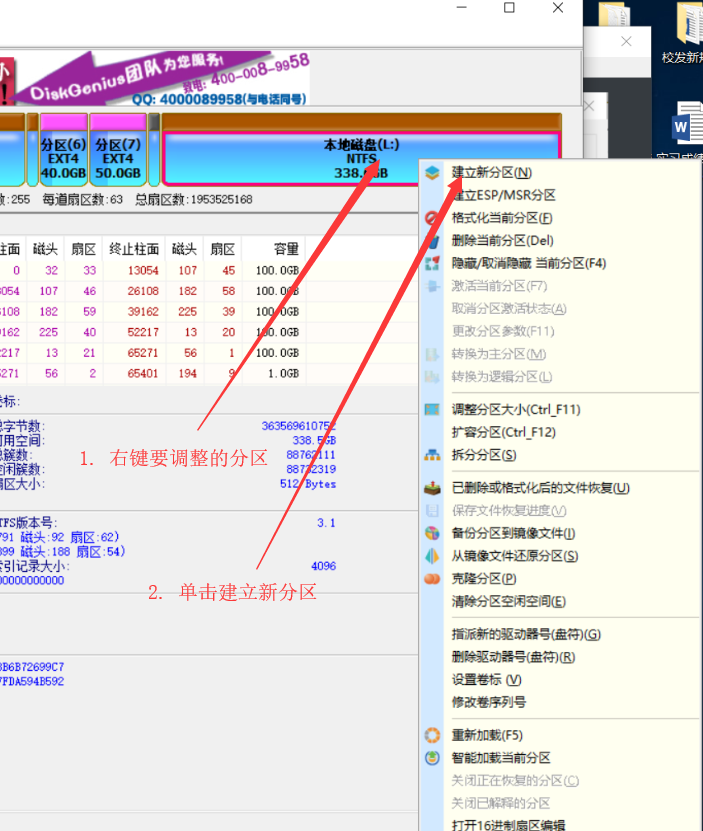 DiskGenius团队为您服务!
致电: 400-008-9958
QQ: 4000089958(与电话同号)
校发新规
分区(6)
EXT4
40.0GB
分区(7)
EXT4
50.0GB
本地磁盘(L:)
NTFS
数:255 每道扇区数:63 总扇区数:1953525168
柱面 磁头 扇区 终止柱面 磁头 扇区 容量
0 32 33 13054 107 45 100.0GB
3054 107 46 26108 182 58 100.0GB
6108 182 59 39162 225 39 100.0GB
9162 225 40 52217 13 20 100.0GB
2217 13 21 65271 56 1 100.0GB
5271 56 2 65401 194 9 1.0GB
卷标:
总字节数: 363569610752
可用空间: 338.5GB
总簇数: 88762111
空闲簇数: 88732319
扇区大小: 512 Bytes
NTFS版本号: 3.1
791 磁头:92 扇区:62)
899 磁头:188 扇区:54)
索引记录大小: 4096
00000000000
8B6B72699C7
7FDA594B592
1. 右键要调整的分区
2. 单击建立新分区
建立新分区(N)
建立ESP/MSR分区
格式化当前分区(F)
删除当前分区(Del)
隐藏/取消隐藏 当前分区(F4)
激活当前分区(F7)
取消分区激活状态(A)
更改分区参数(F11)
转换为主分区(M)
转换为逻辑分区(L)
调整分区大小(Ctrl_F11)
扩容分区(Ctrl_F12)
拆分分区(S)
已删除或格式化后的文件恢复(U)
保存文件恢复进度(V)
备份分区到镜像文件(I)
从镜像文件还原分区(S)
克隆分区(P)
清除分区空闲空间(E)
指派新的驱动器号(盘符)(G)
删除驱动器号(盘符)(R)
设置卷标 (V)
修改卷序列号
重新加载(F5)
智能加载当前分区
关闭正在恢复的分区(C)
关闭已解释的分区
打开16进制扇区编辑